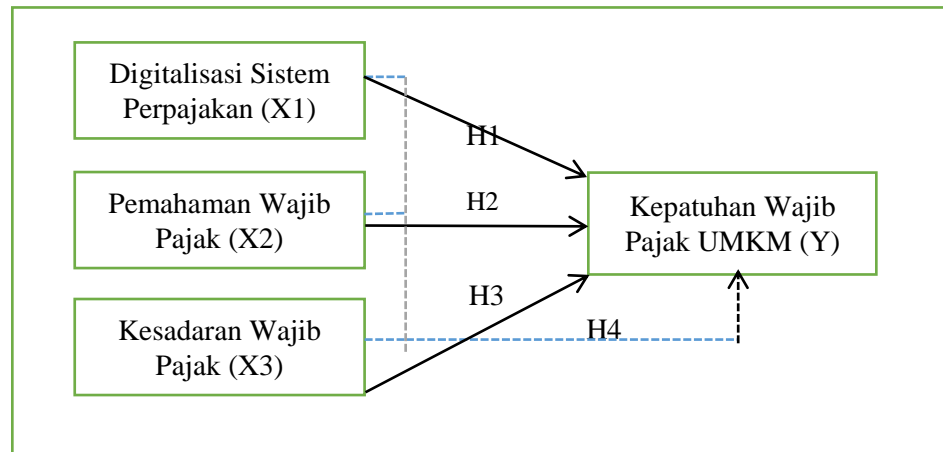 Digitalisasi Sistem
Perpajakan (X1)
H1
Pemahaman Wajib
Pajak (X2)
H2
Kepatuhan Wajib
Pajak UMKM (Y)
H3
Kesadaran Wajib
Pajak (X3)
H4